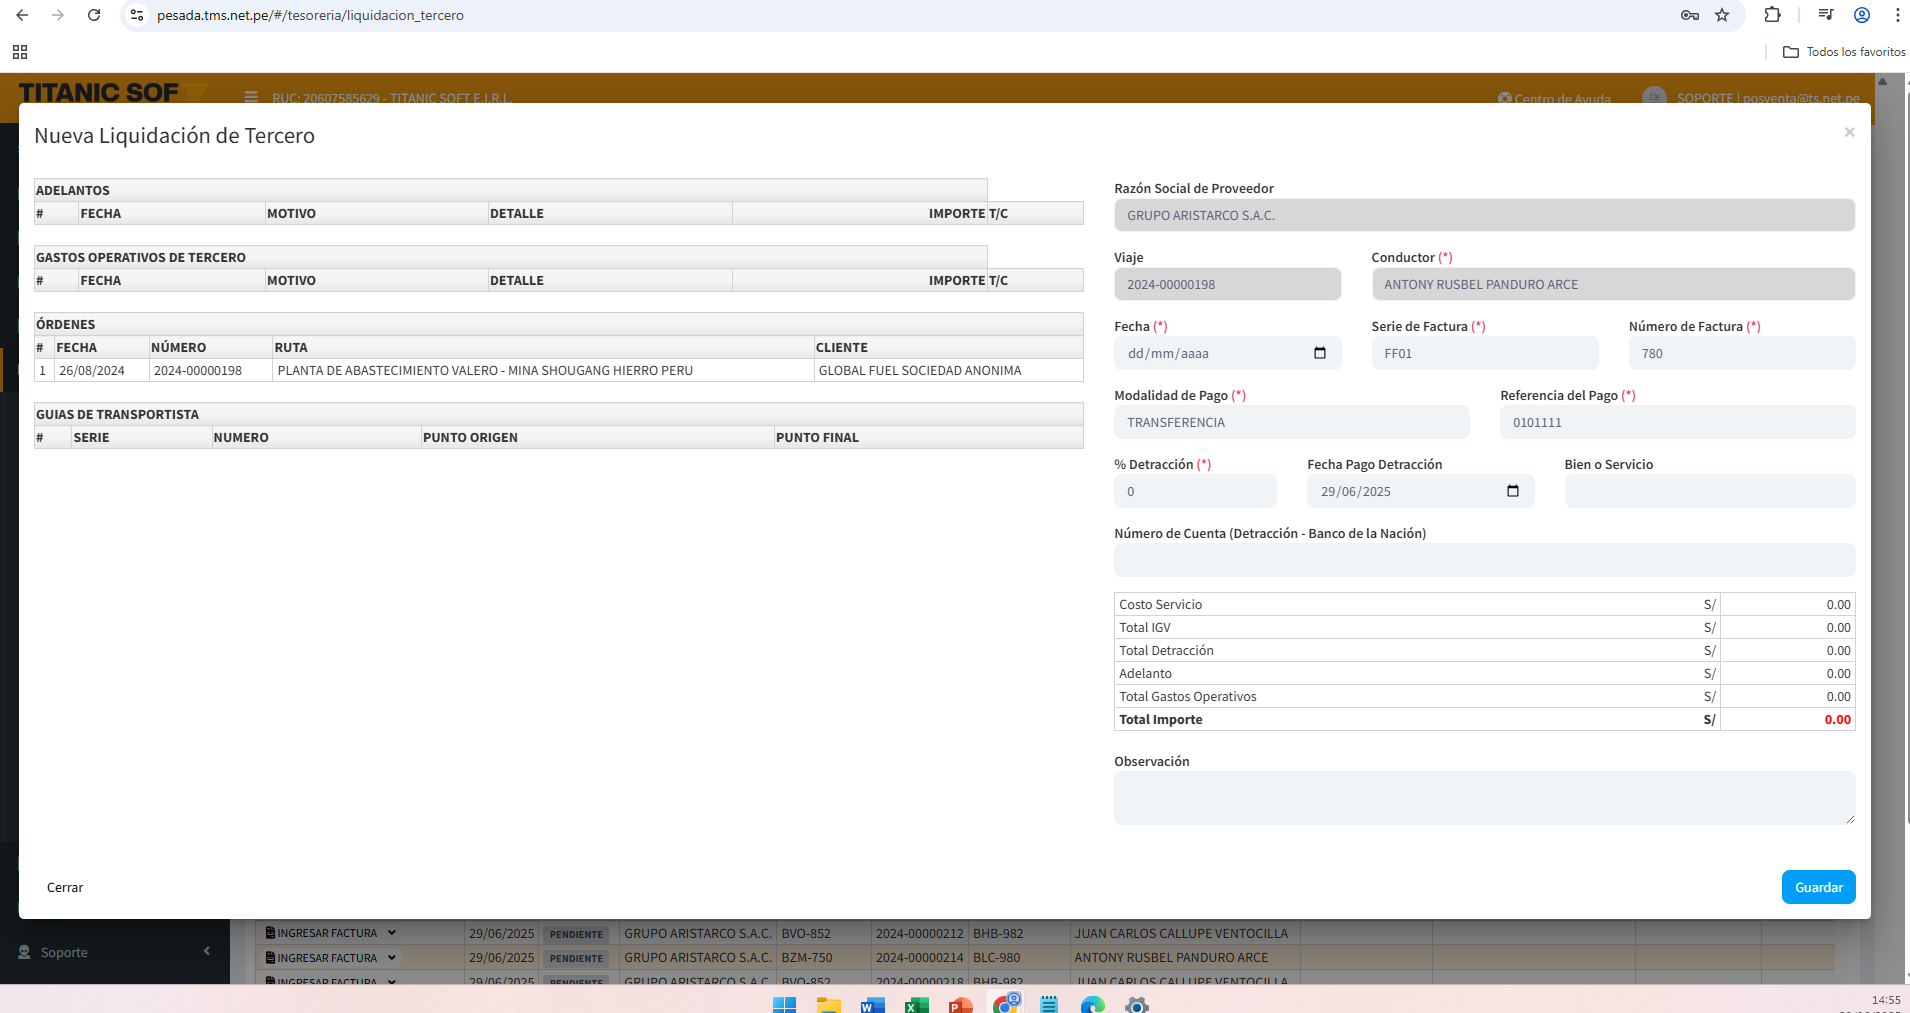 pesada.tms.net.pe/#/tesoreria/liquidacion_tercero
Todos los favoritos
TITANIC SOF
RUC: 20607585629 - TITANIC SOFT E.I.R.L.
Centro de Ayuda
SOPORTE | posventa@ts.net.pe
Nueva Liquidación de Tercero
×
ADELANTOS
# FECHA MOTIVO DETALLE IMPORTE T/C
GASTOS OPERATIVOS DE TERCERO
# FECHA MOTIVO DETALLE IMPORTE T/C
ÓRDENES
# FECHA NÚMERO RUTA CLIENTE
1 26/08/2024 2024-00000198 PLANTA DE ABASTECIMIENTO VALERO - MINA SHOUGANG HIERRO PERU GLOBAL FUEL SOCIEDAD ANONIMA
GUIAS DE TRANSPORTISTA
# SERIE NUMERO PUNTO ORIGEN PUNTO FINAL
Razón Social de Proveedor
GRUPO ARISTARCO S.A.C.
Viaje Conductor (*)
2024-00000198 ANTONY RUSBEL PANDURO ARCE
Fecha (*) Serie de Factura (*) Número de Factura (*)
dd/mm/aaaa FF01 780
Modalidad de Pago (*) Referencia del Pago (*)
TRANSFERENCIA 0101111
% Detracción (*) Fecha Pago Detracción Bien o Servicio
0 29/06/2025
Número de Cuenta (Detracción - Banco de la Nación)
Costo Servicio S/ 0.00
Total IGV S/ 0.00
Total Detracción S/ 0.00
Adelanto S/ 0.00
Total Gastos Operativos S/ 0.00
Total Importe S/ 0.00
Observación
Cerrar Guardar
Soporte
INGRESAR FACTURA 29/06/2025 PENDIENTE GRUPO ARISTARCO S.A.C. BVO-852 2024-00000212 BHB-982 JUAN CARLOS CALLUPE VENTOCILLA
INGRESAR FACTURA 29/06/2025 PENDIENTE GRUPO ARISTARCO S.A.C. BZM-750 2024-00000214 BLC-980 ANTONY RUSBEL PANDURO ARCE
INGRESAR FACTURA 29/06/2025 PENDIENTE GRUPO ARISTARCO S.A.C. BVO-852 2024-00000218 BHB-982 JUAN CARLOS CALLUPE VENTOCILLA
14:55